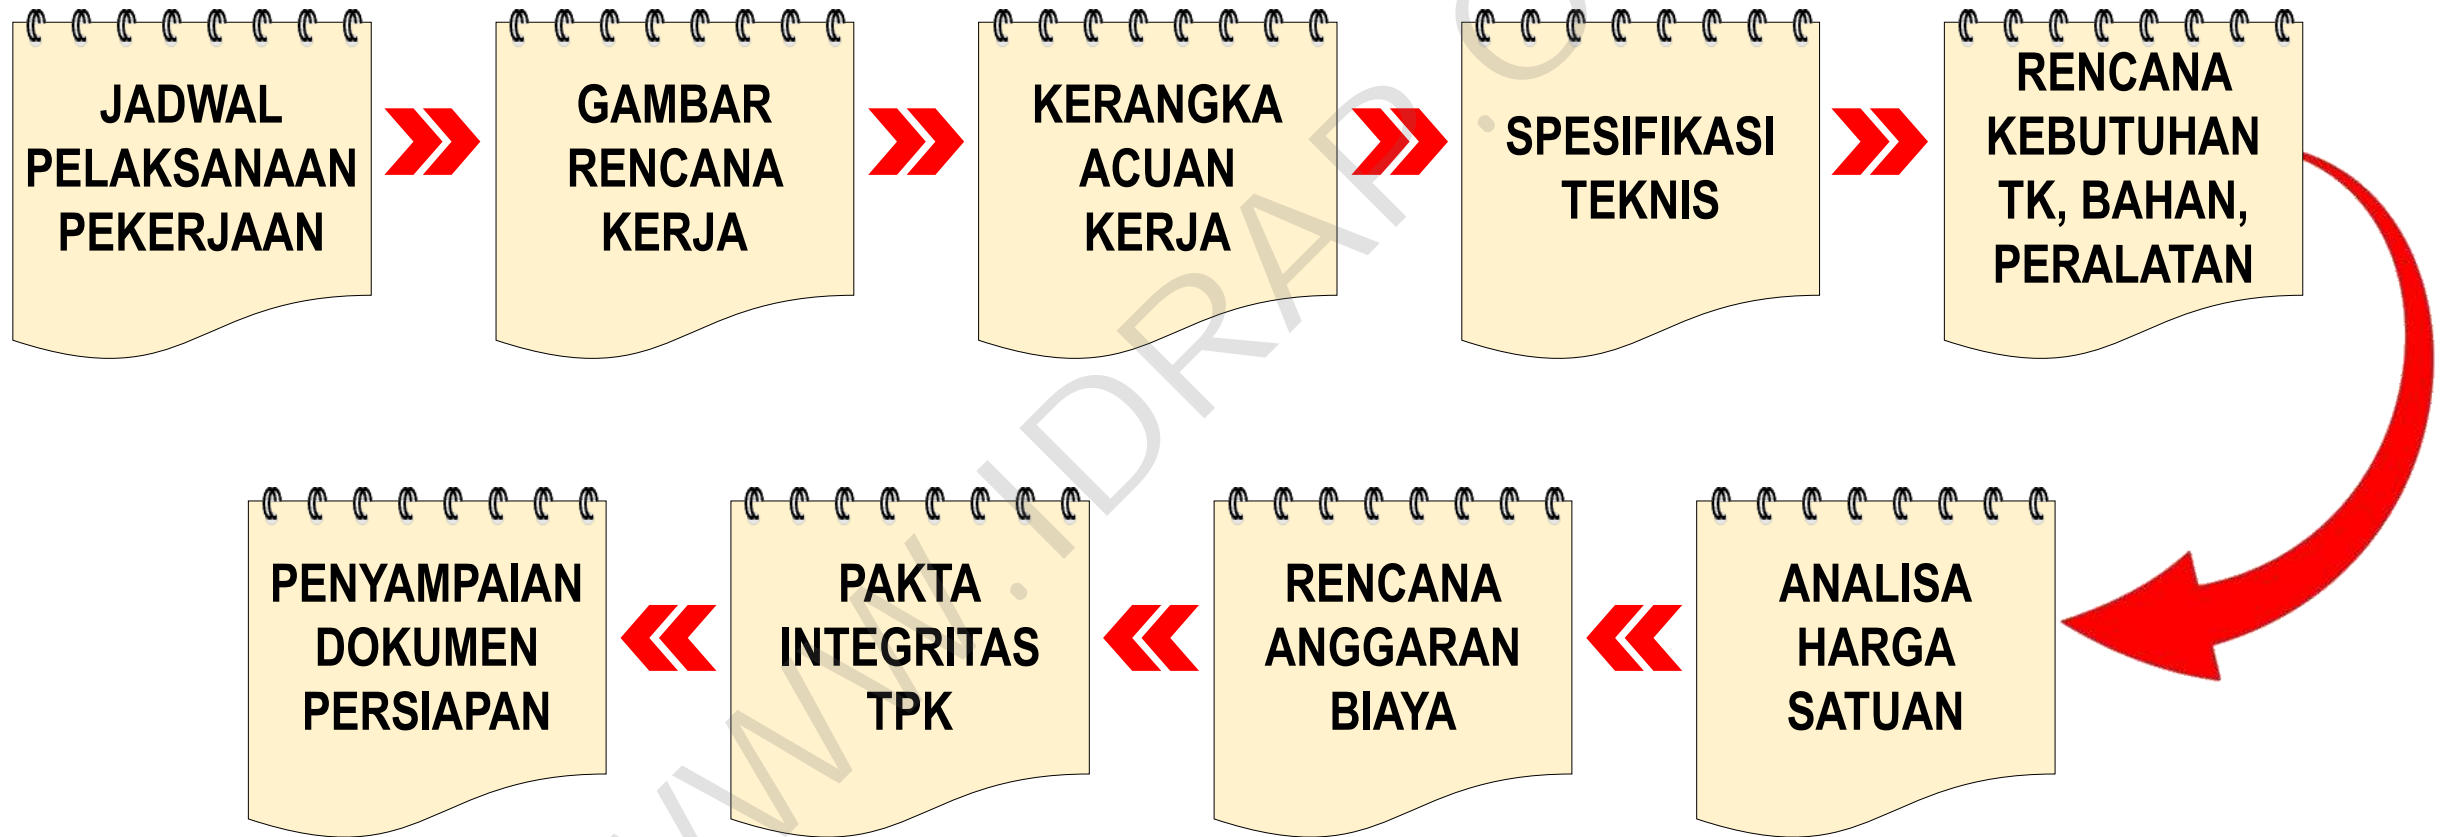 JADWAL
PELAKSANAAN
PEKERJAAN
GAMBAR
RENCANA
KERJA
KERANGKA
ACUAN
KERJA
SPESIFIKASI
TEKNIS
RENCANA
KEBUTUHAN
TK, BAHAN,
PERALATAN
ANALISA
HARGA
SATUAN
RENCANA
ANGGARAN
BIAYA
PAKTA
INTEGRITAS
TPK
PENYAMPAIAN
DOKUMEN
PERSIAPAN